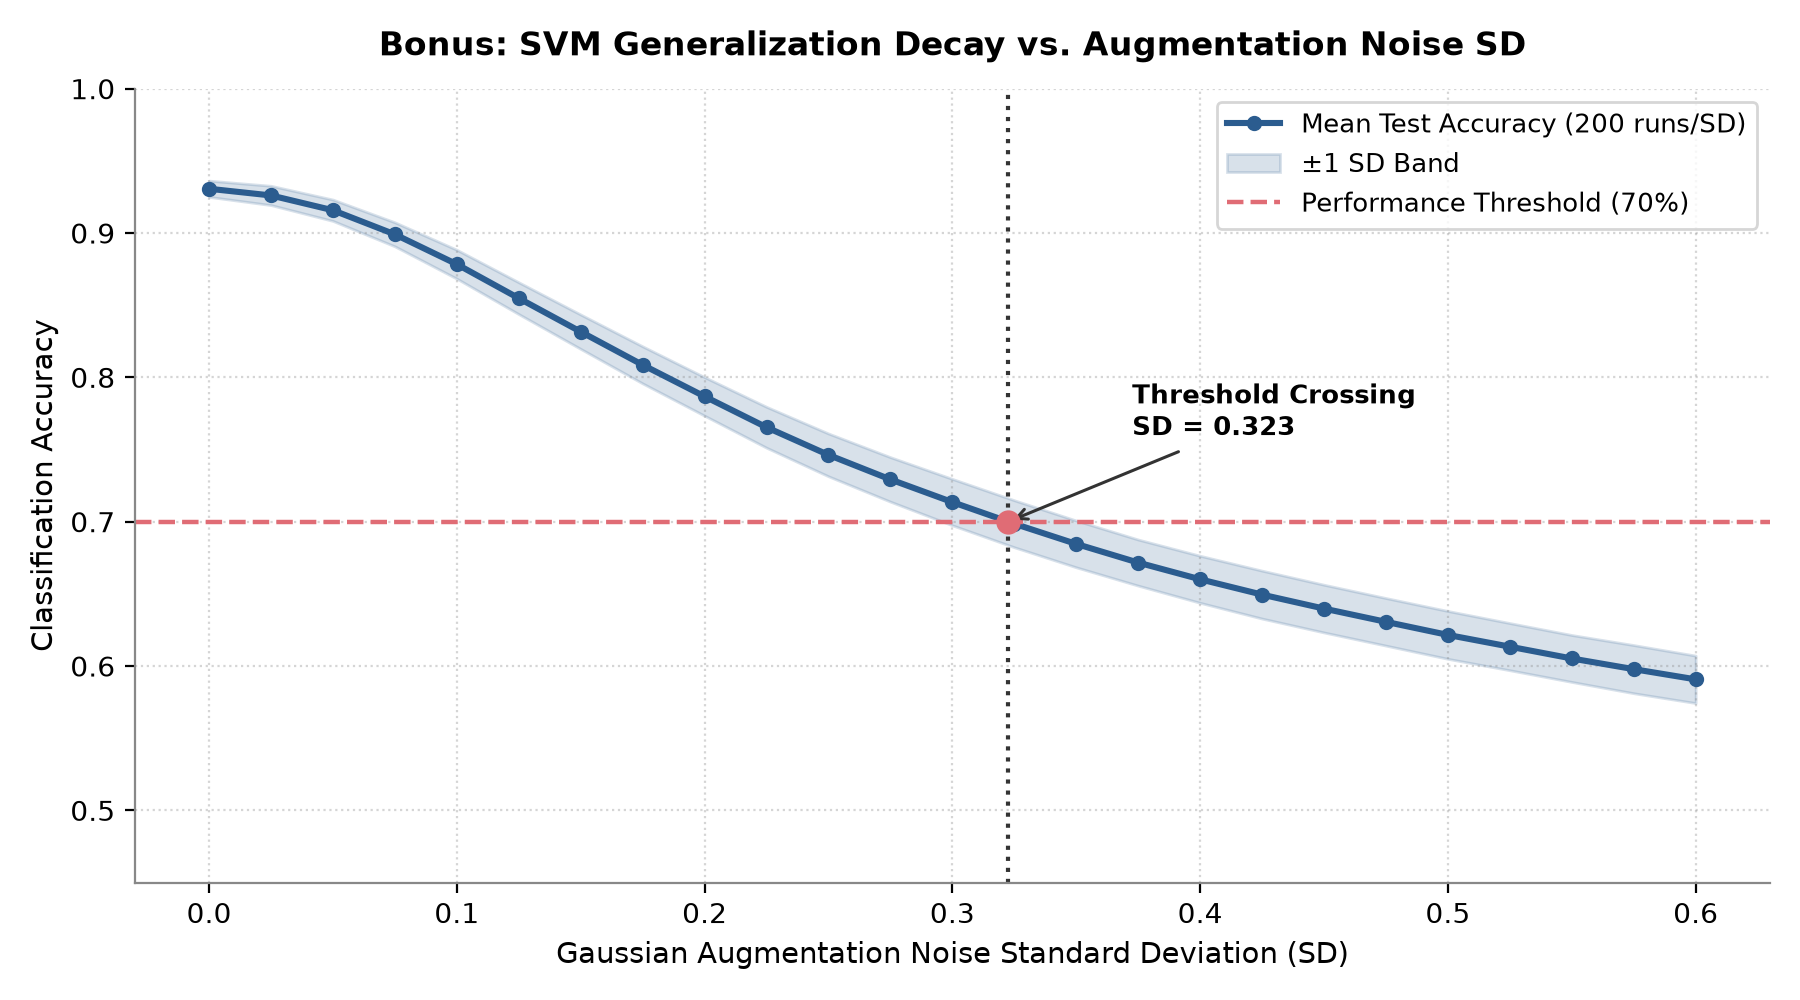 Bonus: SVM Generalization Decay vs. Augmentation Noise SD
1.0
0.9
0.8
0.7
0.6
0.5
Classification Accuracy
Mean Test Accuracy (200 runs/SD)
±1 SD Band
Performance Threshold (70%)
Threshold Crossing
SD = 0.323
0.0
0.1
0.2
0.3
0.4
0.5
0.6
Gaussian Augmentation Noise Standard Deviation (SD)